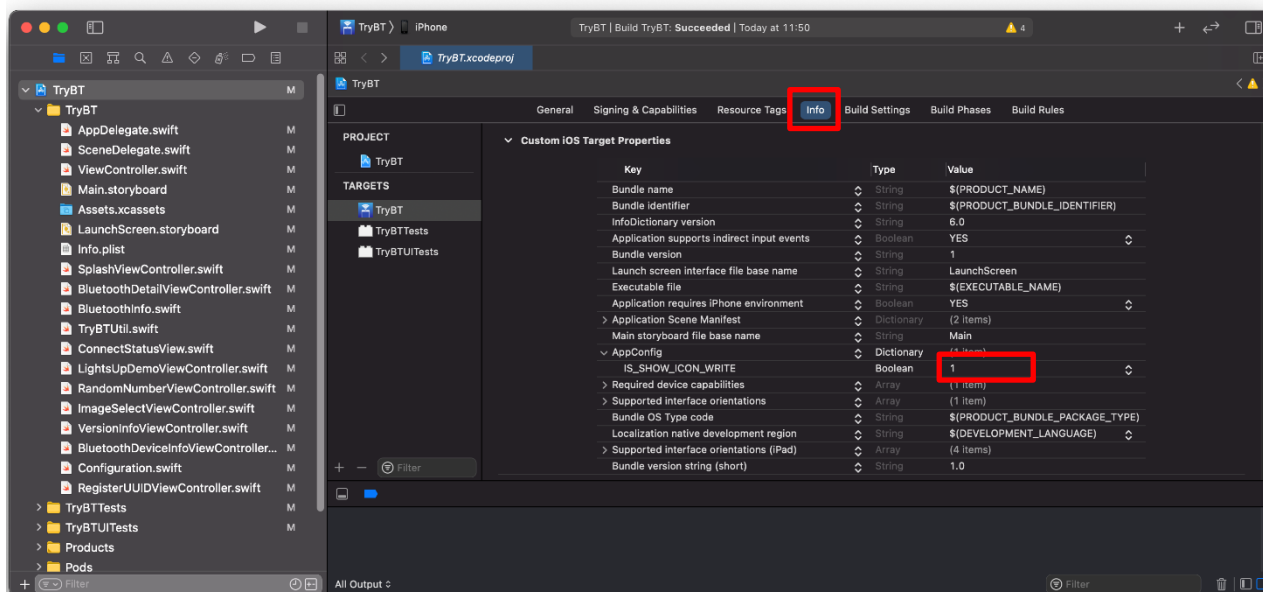 TryBT 〉 iPhone
TryBT | Build TryBT: Succeeded | Today at 11:50
4
TryBT.xcodeproj
TryBT M
TryBT
AppDelegate.swift M
SceneDelegate.swift M
ViewController.swift M
Main.storyboard M
Assets.xcassets M
LaunchScreen.storyboard M
Info.plist M
SplashViewController.swift M
BluetoothDetailViewController.swift M
BluetoothInfo.swift M
TryBTUtil.swift M
ConnectStatusView.swift M
LightsUpDemoViewController.swift M
RandomNumberViewController.swift M
ImageSelectViewController.swift M
VersionInfoViewController.swift M
BluetoothDeviceInfoViewController... M
Configuration.swift M
RegisterUUIDViewController.swift M
TryBTTests M
TryBTUITests M
Products
Pods
Filter
TryBT
General Signing & Capabilities Resource Tags Info Build Settings Build Phases Build Rules
PROJECT
TryBT
TARGETS
TryBT
TryBTTests
TryBTUITests
Filter
Custom iOS Target Properties
Key Type Value
Bundle name String $(PRODUCT_NAME)
Bundle identifier String $(PRODUCT_BUNDLE_IDENTIFIER)
InfoDictionary version String 6.0
Application supports indirect input events Boolean YES
Bundle version String 1
Launch screen interface file base name String LaunchScreen
Executable file String $(EXECUTABLE_NAME)
Application requires iPhone environment Boolean YES
Application Scene Manifest Dictionary (2 items)
Main storyboard file base name String Main
AppConfig Dictionary (1 item)
IS_SHOW_ICON_WRITE Boolean 1
Required device capabilities Array (1 item)
Supported interface orientations Array (1 item)
Bundle OS Type code String $(PRODUCT_BUNDLE_PACKAGE_TYPE)
Localization native development region String $(DEVELOPMENT_LANGUAGE)
Supported interface orientations (iPad) Array (4 items)
Bundle version string (short) String 1.0
All Output
Filter